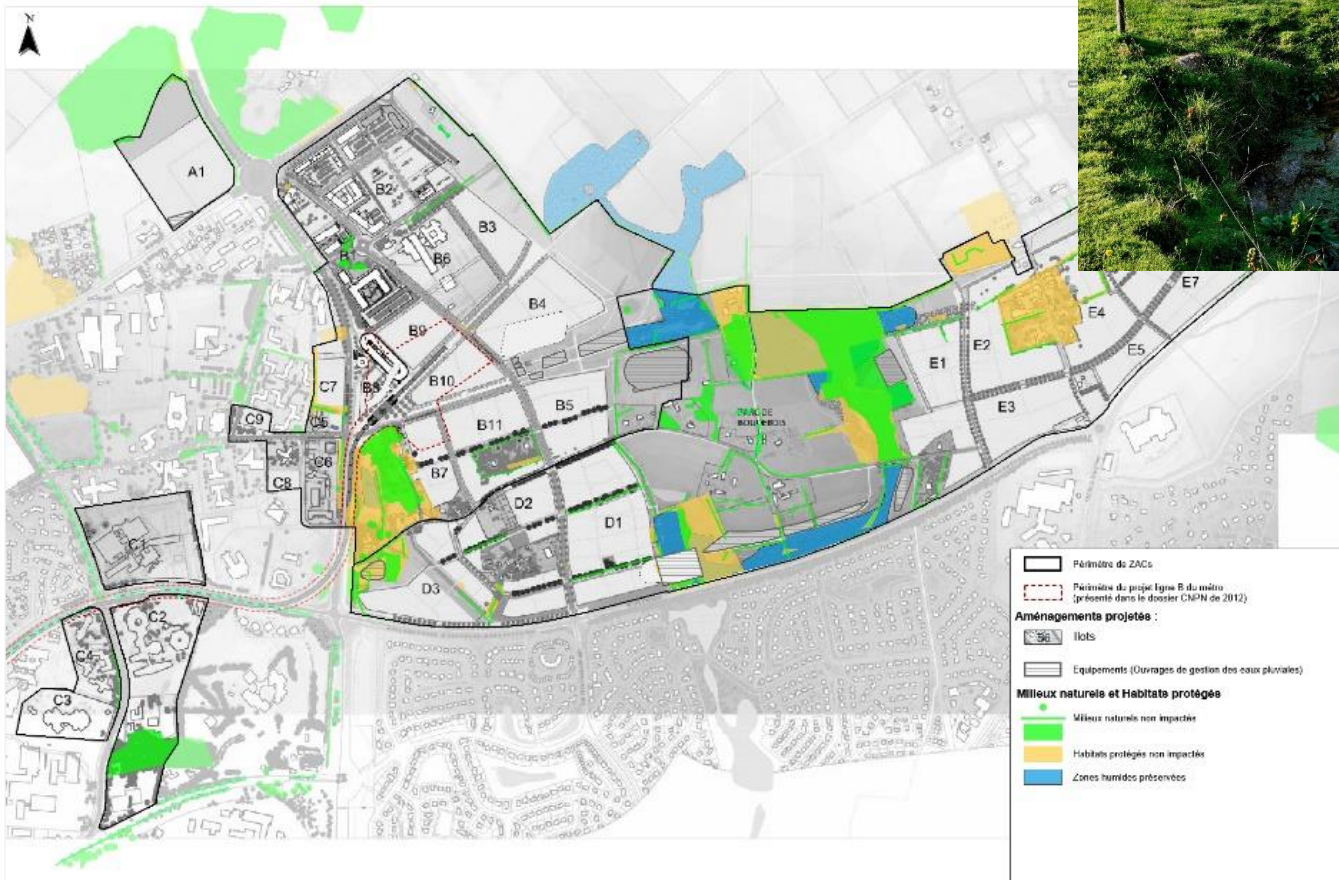 N
A1
B2
B3
B6
B4
B9
B8
B10
B5
B11
B7
C7
C5
C9
C6
C8
C2
C4
C3
D2
D1
D3
E1
E2
E3
E4
E5
E7
PARC DE
Périmètre de ZACs
Périmètre du projet ligne B du métro
(présenté dans le dossier CNPN de 2012)
Aménagements projetés :
Ilots
Equipements (Ouvrages de gestion des eaux pluviales)
Milieux naturels et Habitats protégés
Milieux naturels non impactés
Habitats protégés non impactés
Zones humides préservées